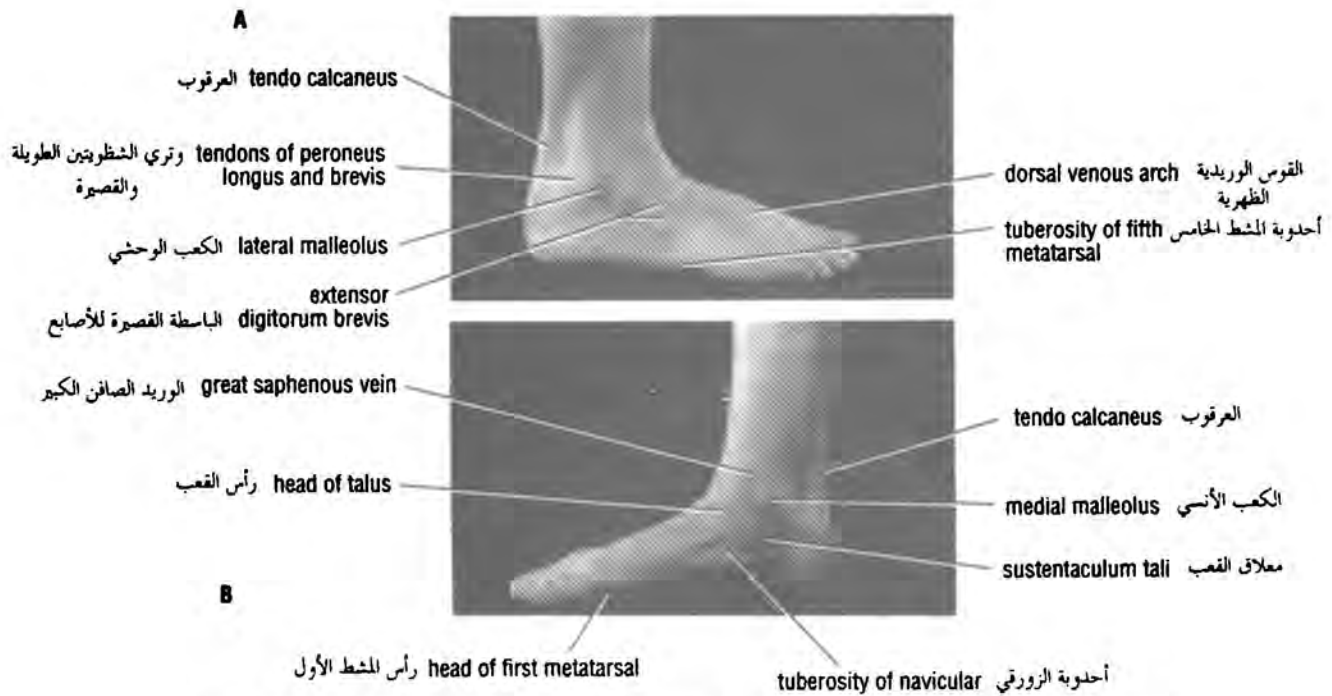 A
العرقوب tendo calcaneus
وتري الشظويتين الطويلة tendons of peroneus
والقصيرة longus and brevis
الكعب الوحشي lateral malleolus
extensor
الباسطة القصيرة للأصابع digitorum brevis
dorsal venous arch القوس الوريدية
الظهرية
tuberosity of fifth أحدوبة المشط الخامس
metatarsal
الوريد الصافن الكبير great saphenous vein
رأس القعب head of talus
tendo calcaneus العرقوب
medial malleolus الكعب الأنسي
sustentaculum tali معلاق القعب
B
رأس المشط الأول head of first metatarsal
tuberosity of navicular أحدوبة الزورقي